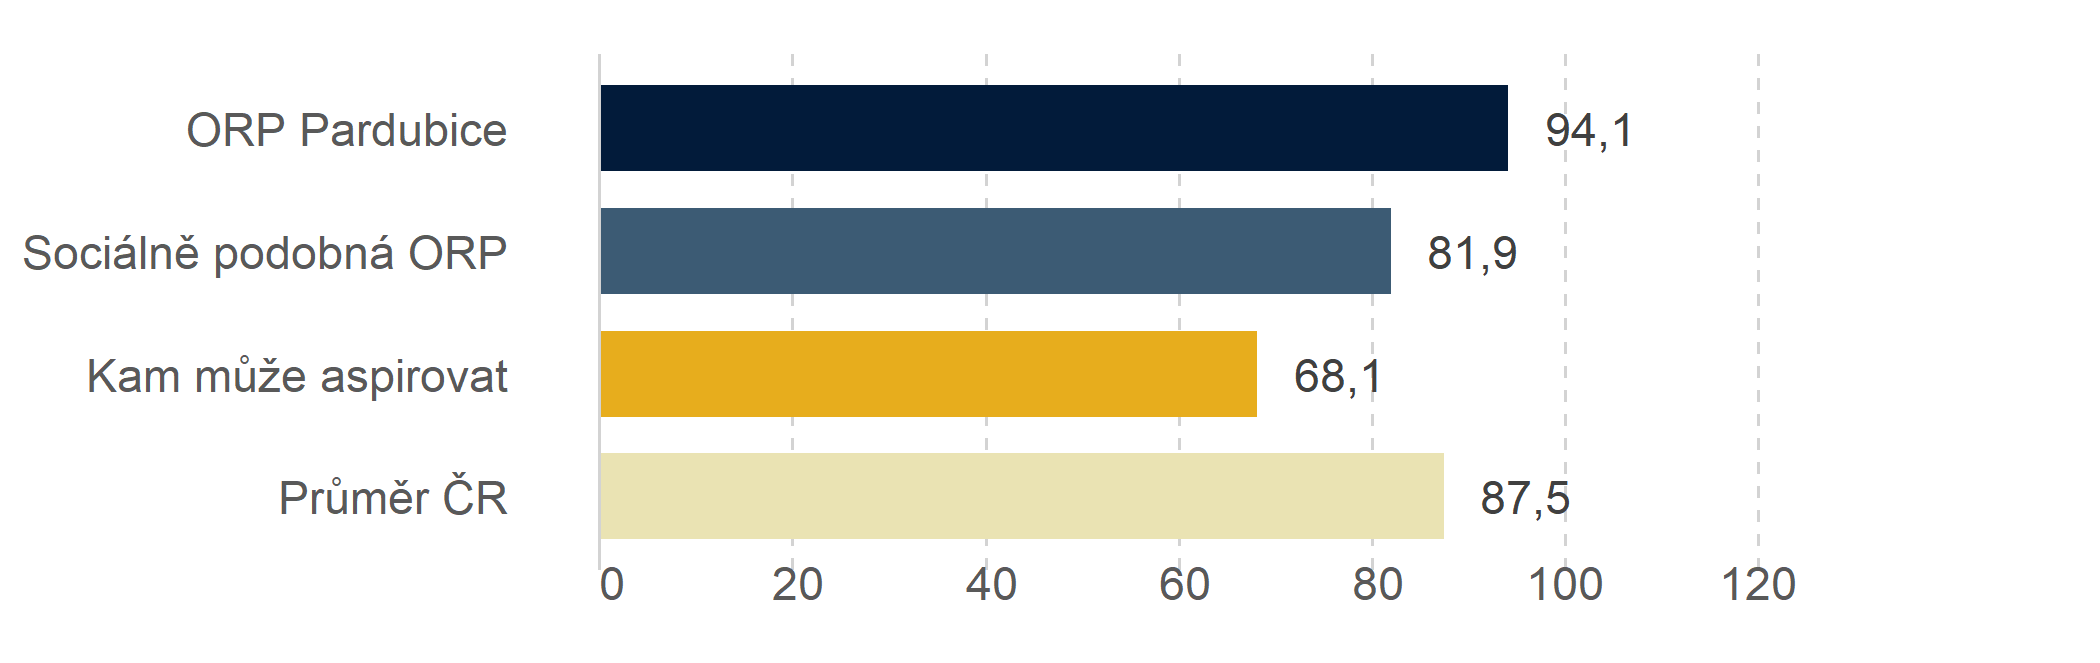 ORP Pardubice 94,1
Sociálně podobná ORP 81,9
Kam může aspirovat 68,1
Průměr ČR 87,5
0 20 40 60 80 100 120